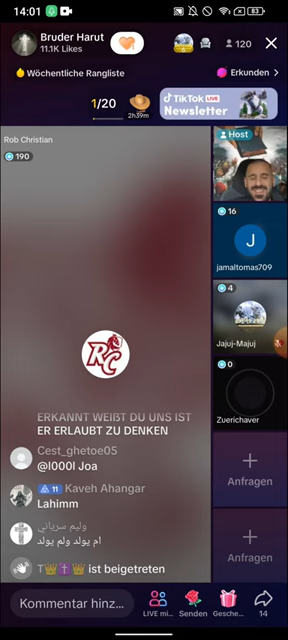 14:01
83
Bruder Harut
11.1K Likes
120
Wöchentliche Rangliste
Erkunden >
1/20
2h39m
TikTok LIVE
Newsletter
Rob Christian
190
Host
16
J
jamaltomas709
4
Jajuj-Majuj
0
Zuerichaver
RC
ERKANNT WEIßT DU UNS IST
ER ERLAUBT ZU DENKEN
Cest_ghetoe05
@l000l Joa
11 Kaveh Ahangar
Lahimm
وليم سرياني
ام يولد ولم يولد
T👑✝️👑 ist beigetreten
Anfragen
Anfragen
Kommentar hinz...
LIVE mi...
Senden
Gesche...
14